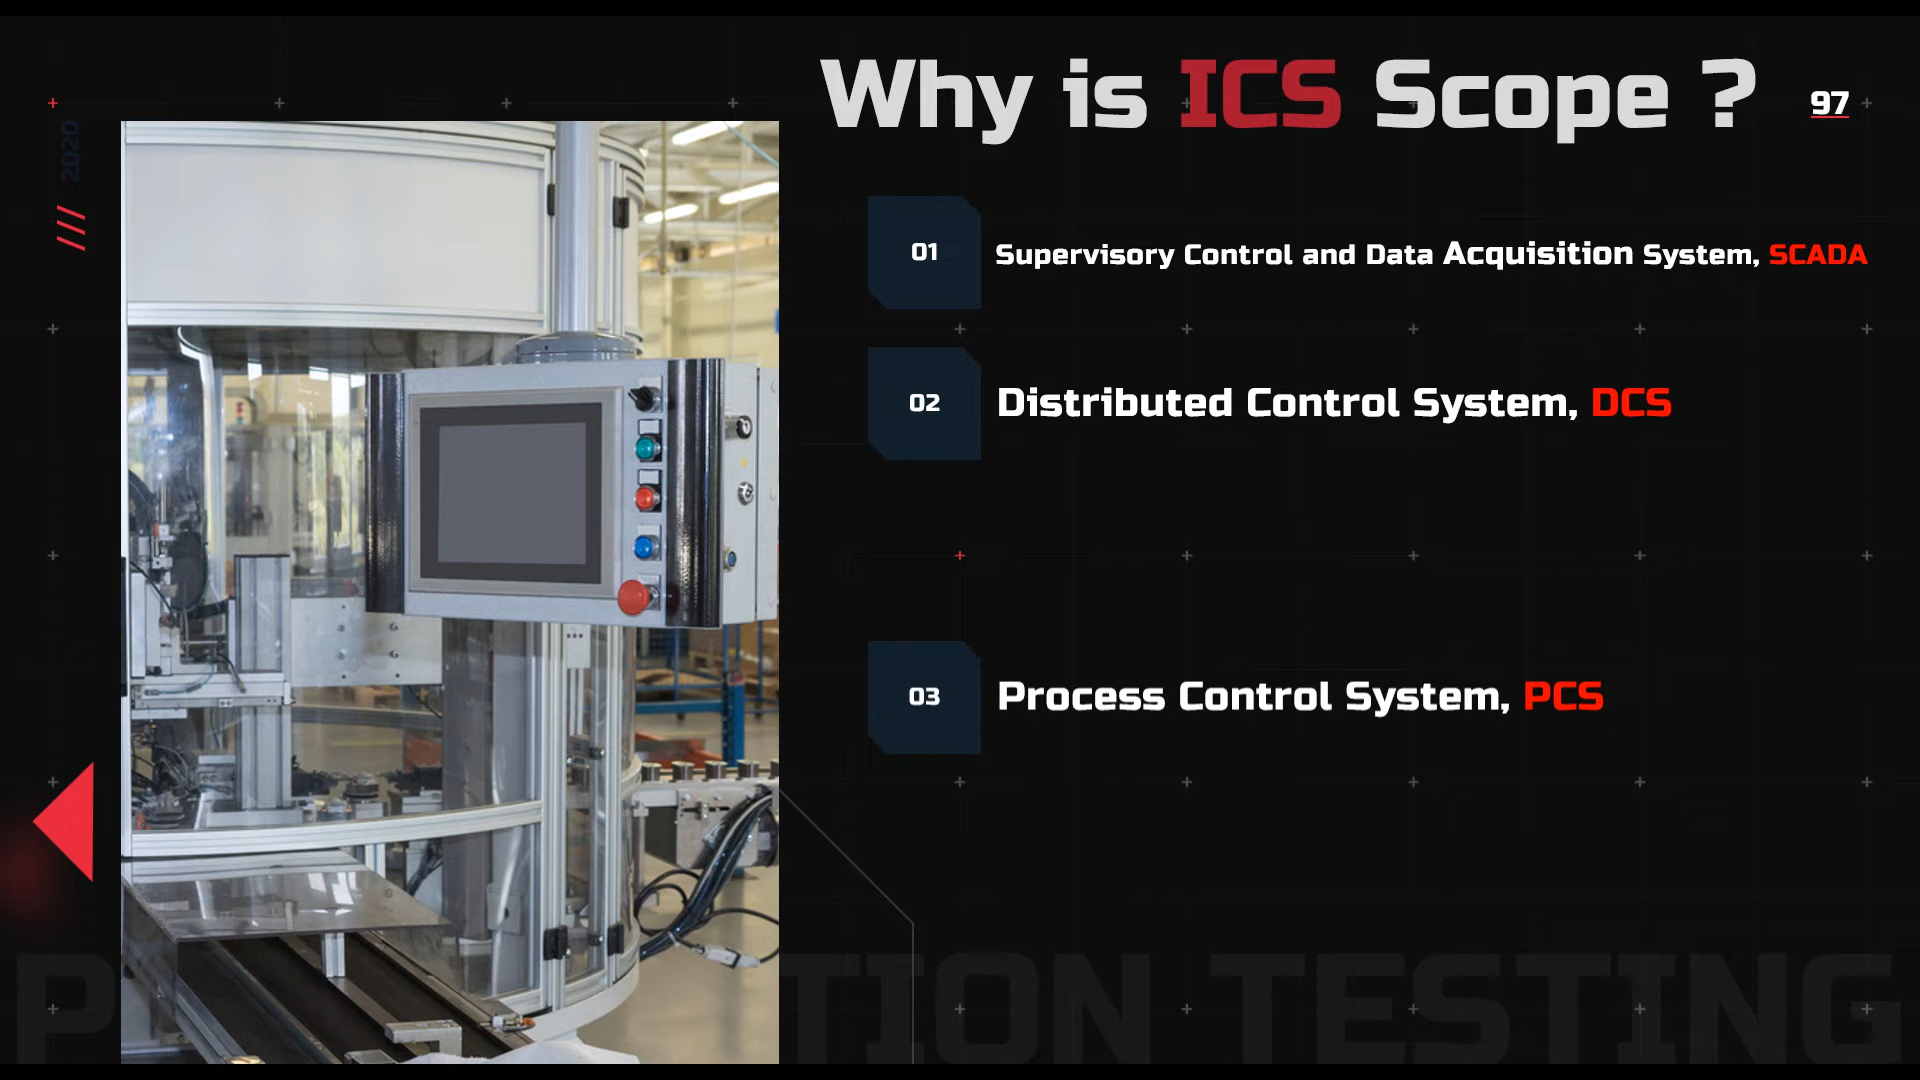 Why is ICS Scope ?
97
2020
01
Supervisory Control and Data Acquisition System, SCADA
02
Distributed Control System, DCS
03
Process Control System, PCS
TION TESTING